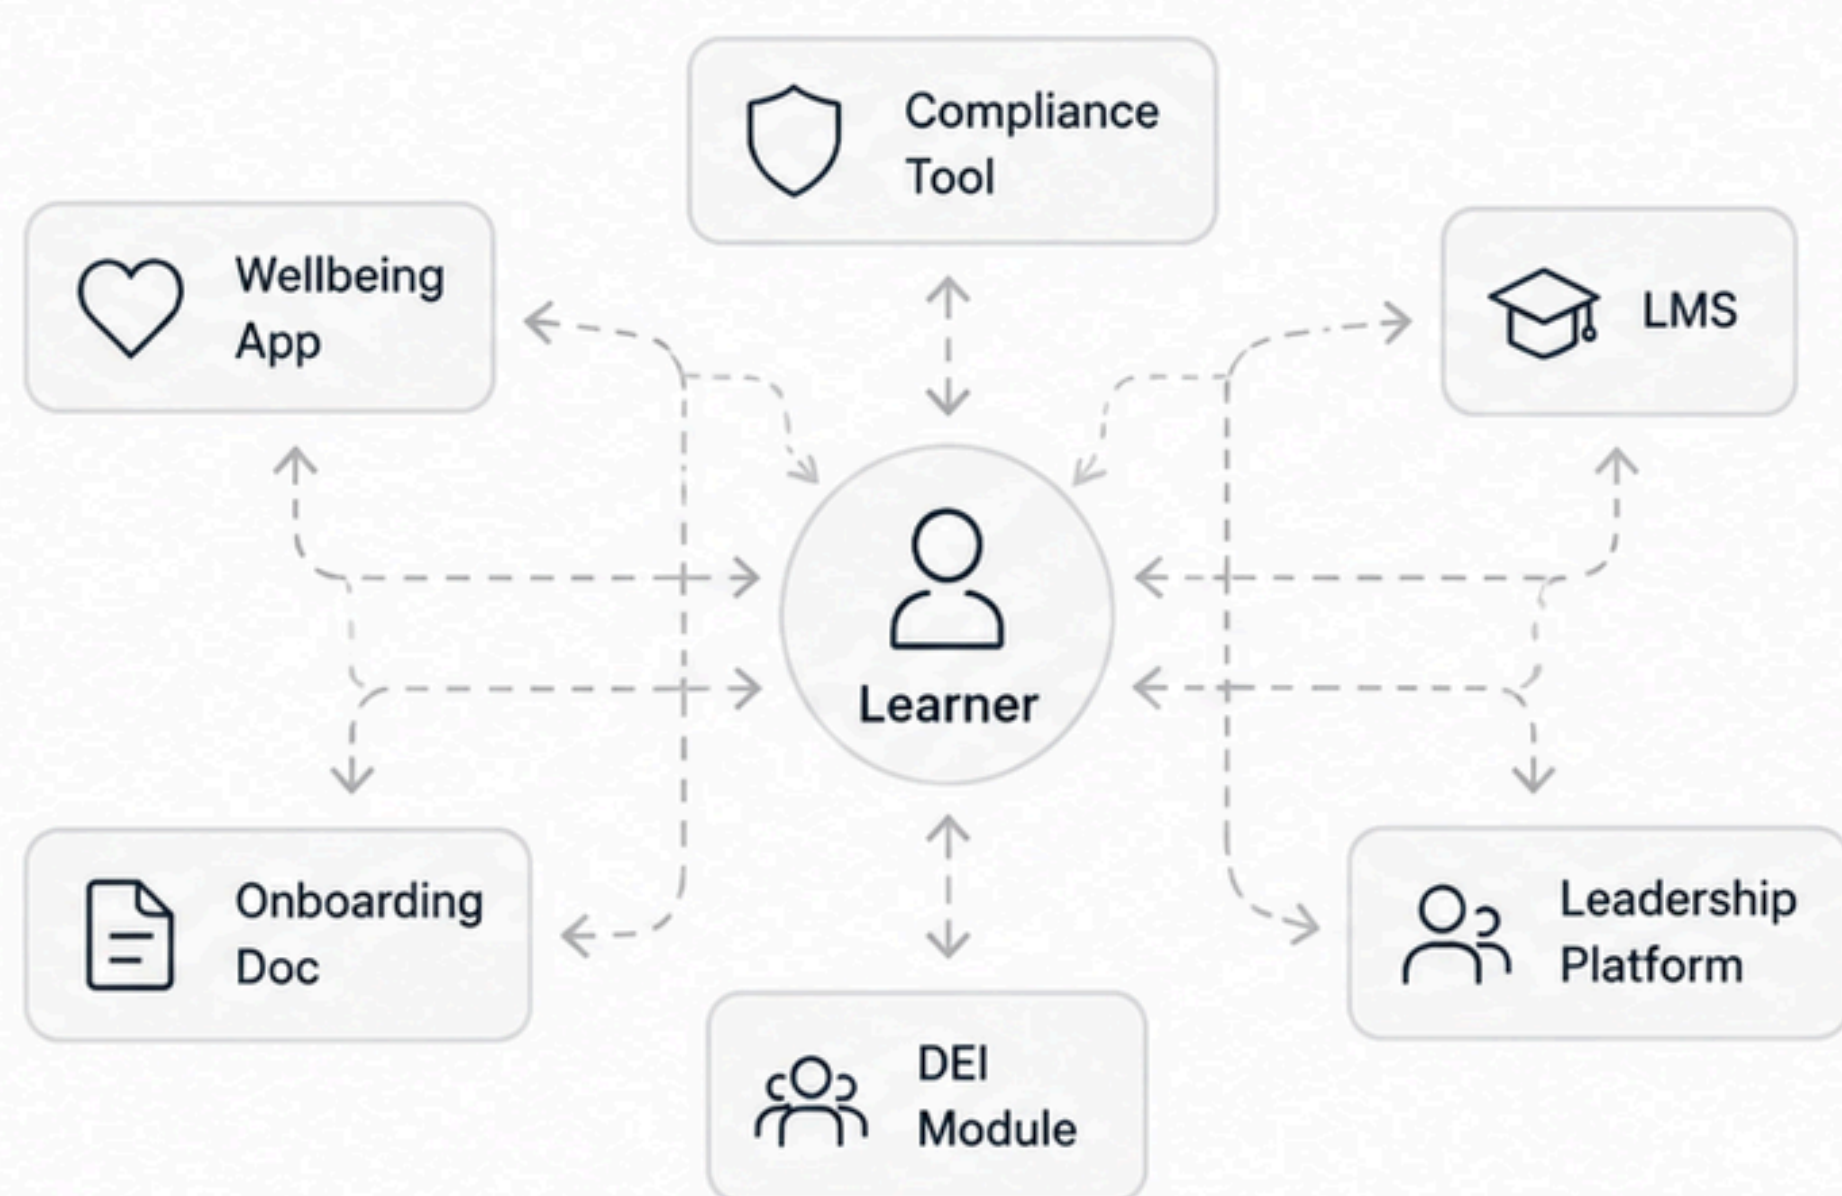 Compliance
Tool
Wellbeing
App
LMS
Learner
Onboarding
Doc
Leadership
Platform
DEI
Module